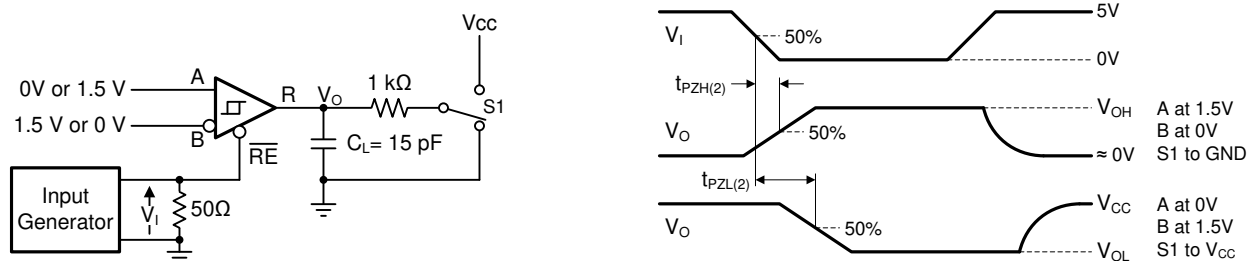 Vcc
0V or 1.5 V
A
R
VO
1 kΩ
S1
1.5 V or 0 V
B
RE
CL= 15 pF
Input
Generator
VI
50Ω
VI
50%
5V
0V
tPZH(2)
VO
50%
VOH
≈ 0V
A at 1.5V
B at 0V
S1 to GND
tPZL(2)
VO
50%
VCC
VOL
A at 0V
B at 1.5V
S1 to VCC